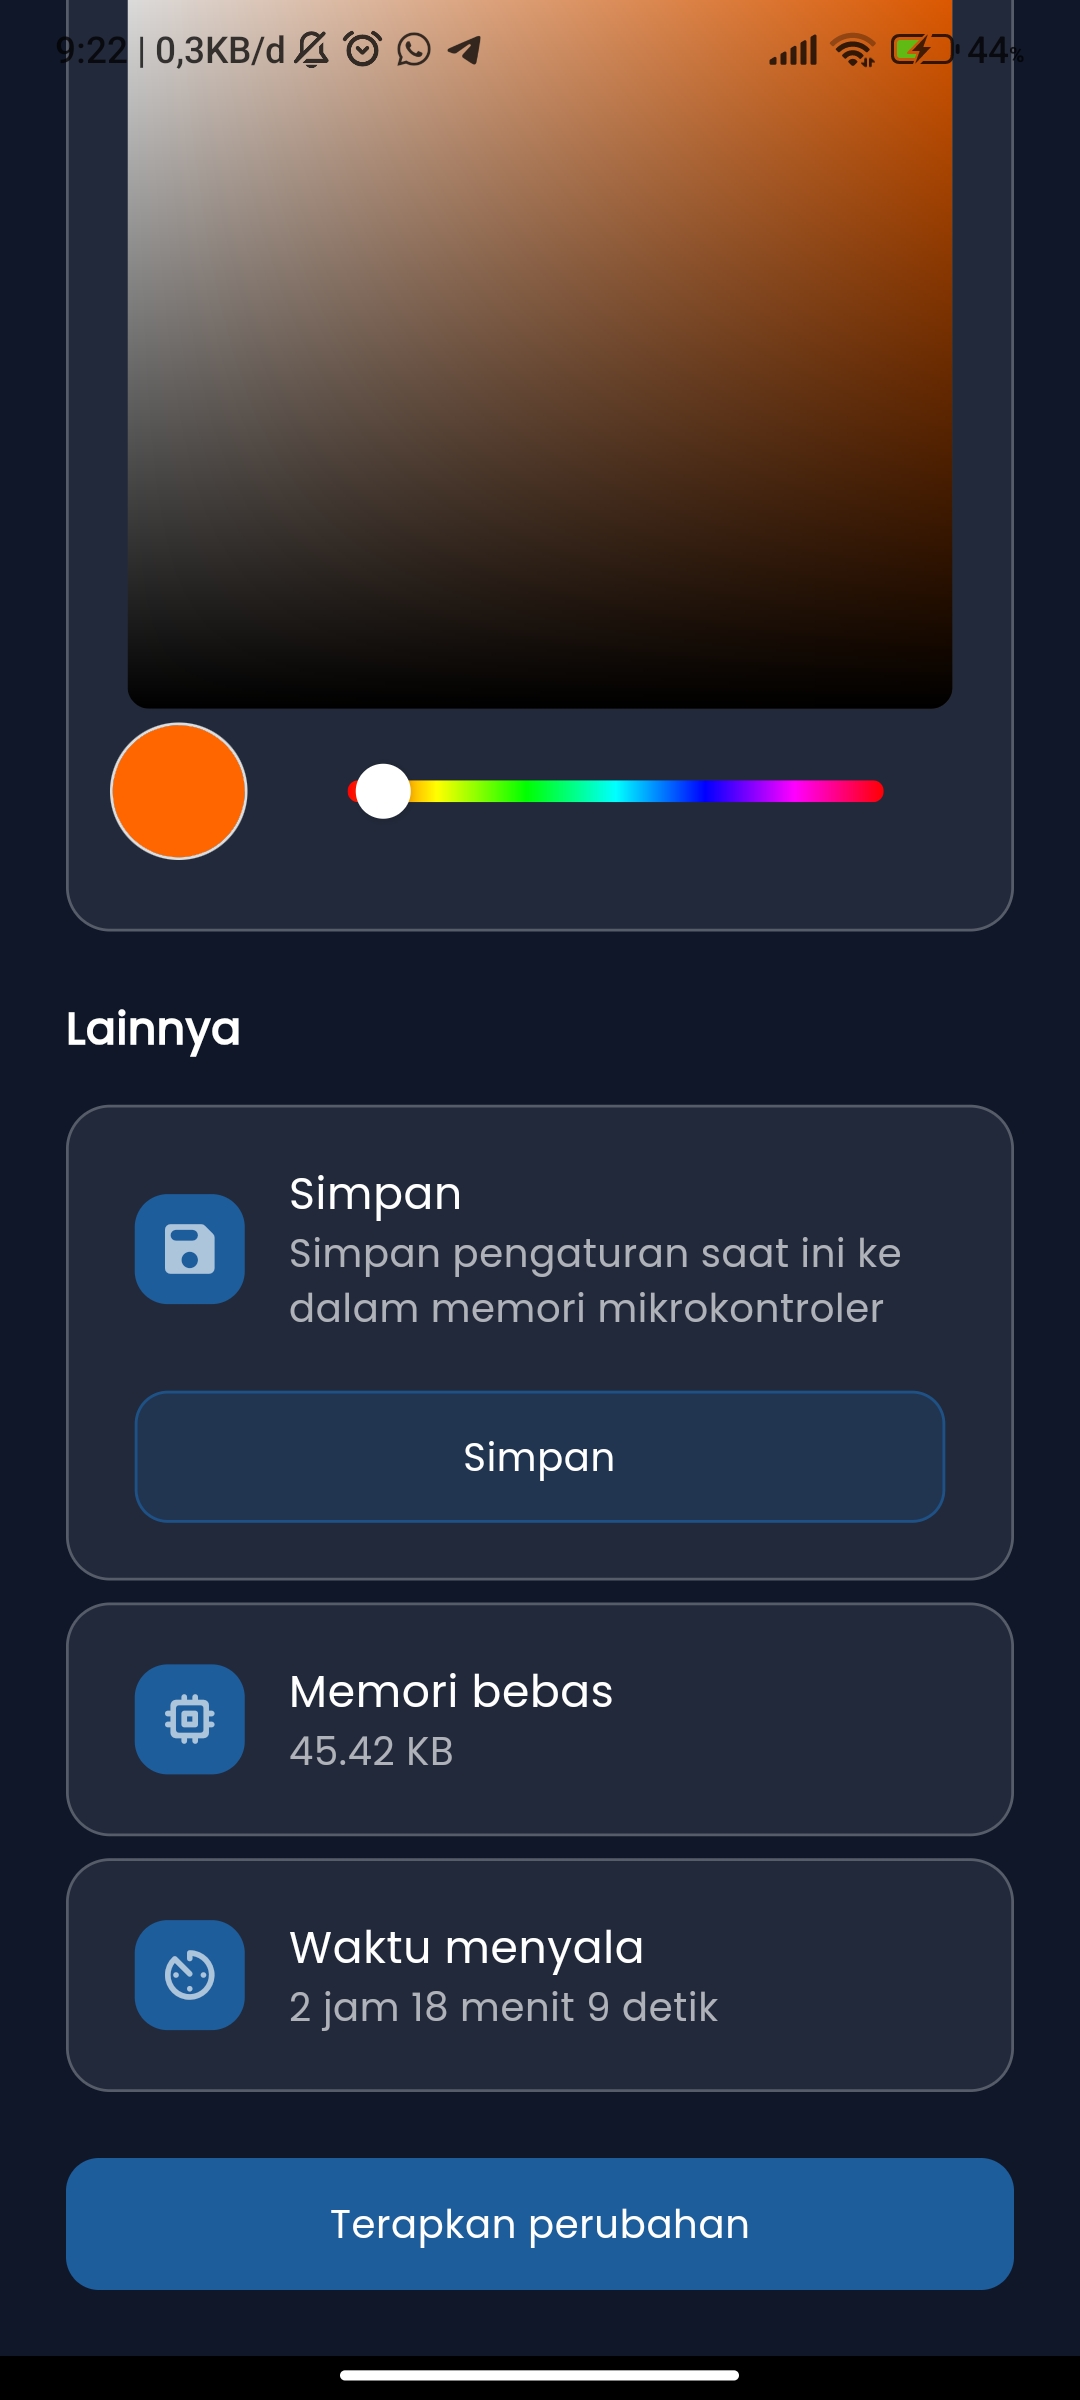 9:22 | 0,3KB/d 44%
Lainnya
Simpan
Simpan pengaturan saat ini ke
dalam memori mikrokontroler
Simpan
Memori bebas
45.42 KB
Waktu menyala
2 jam 18 menit 9 detik
Terapkan perubahan